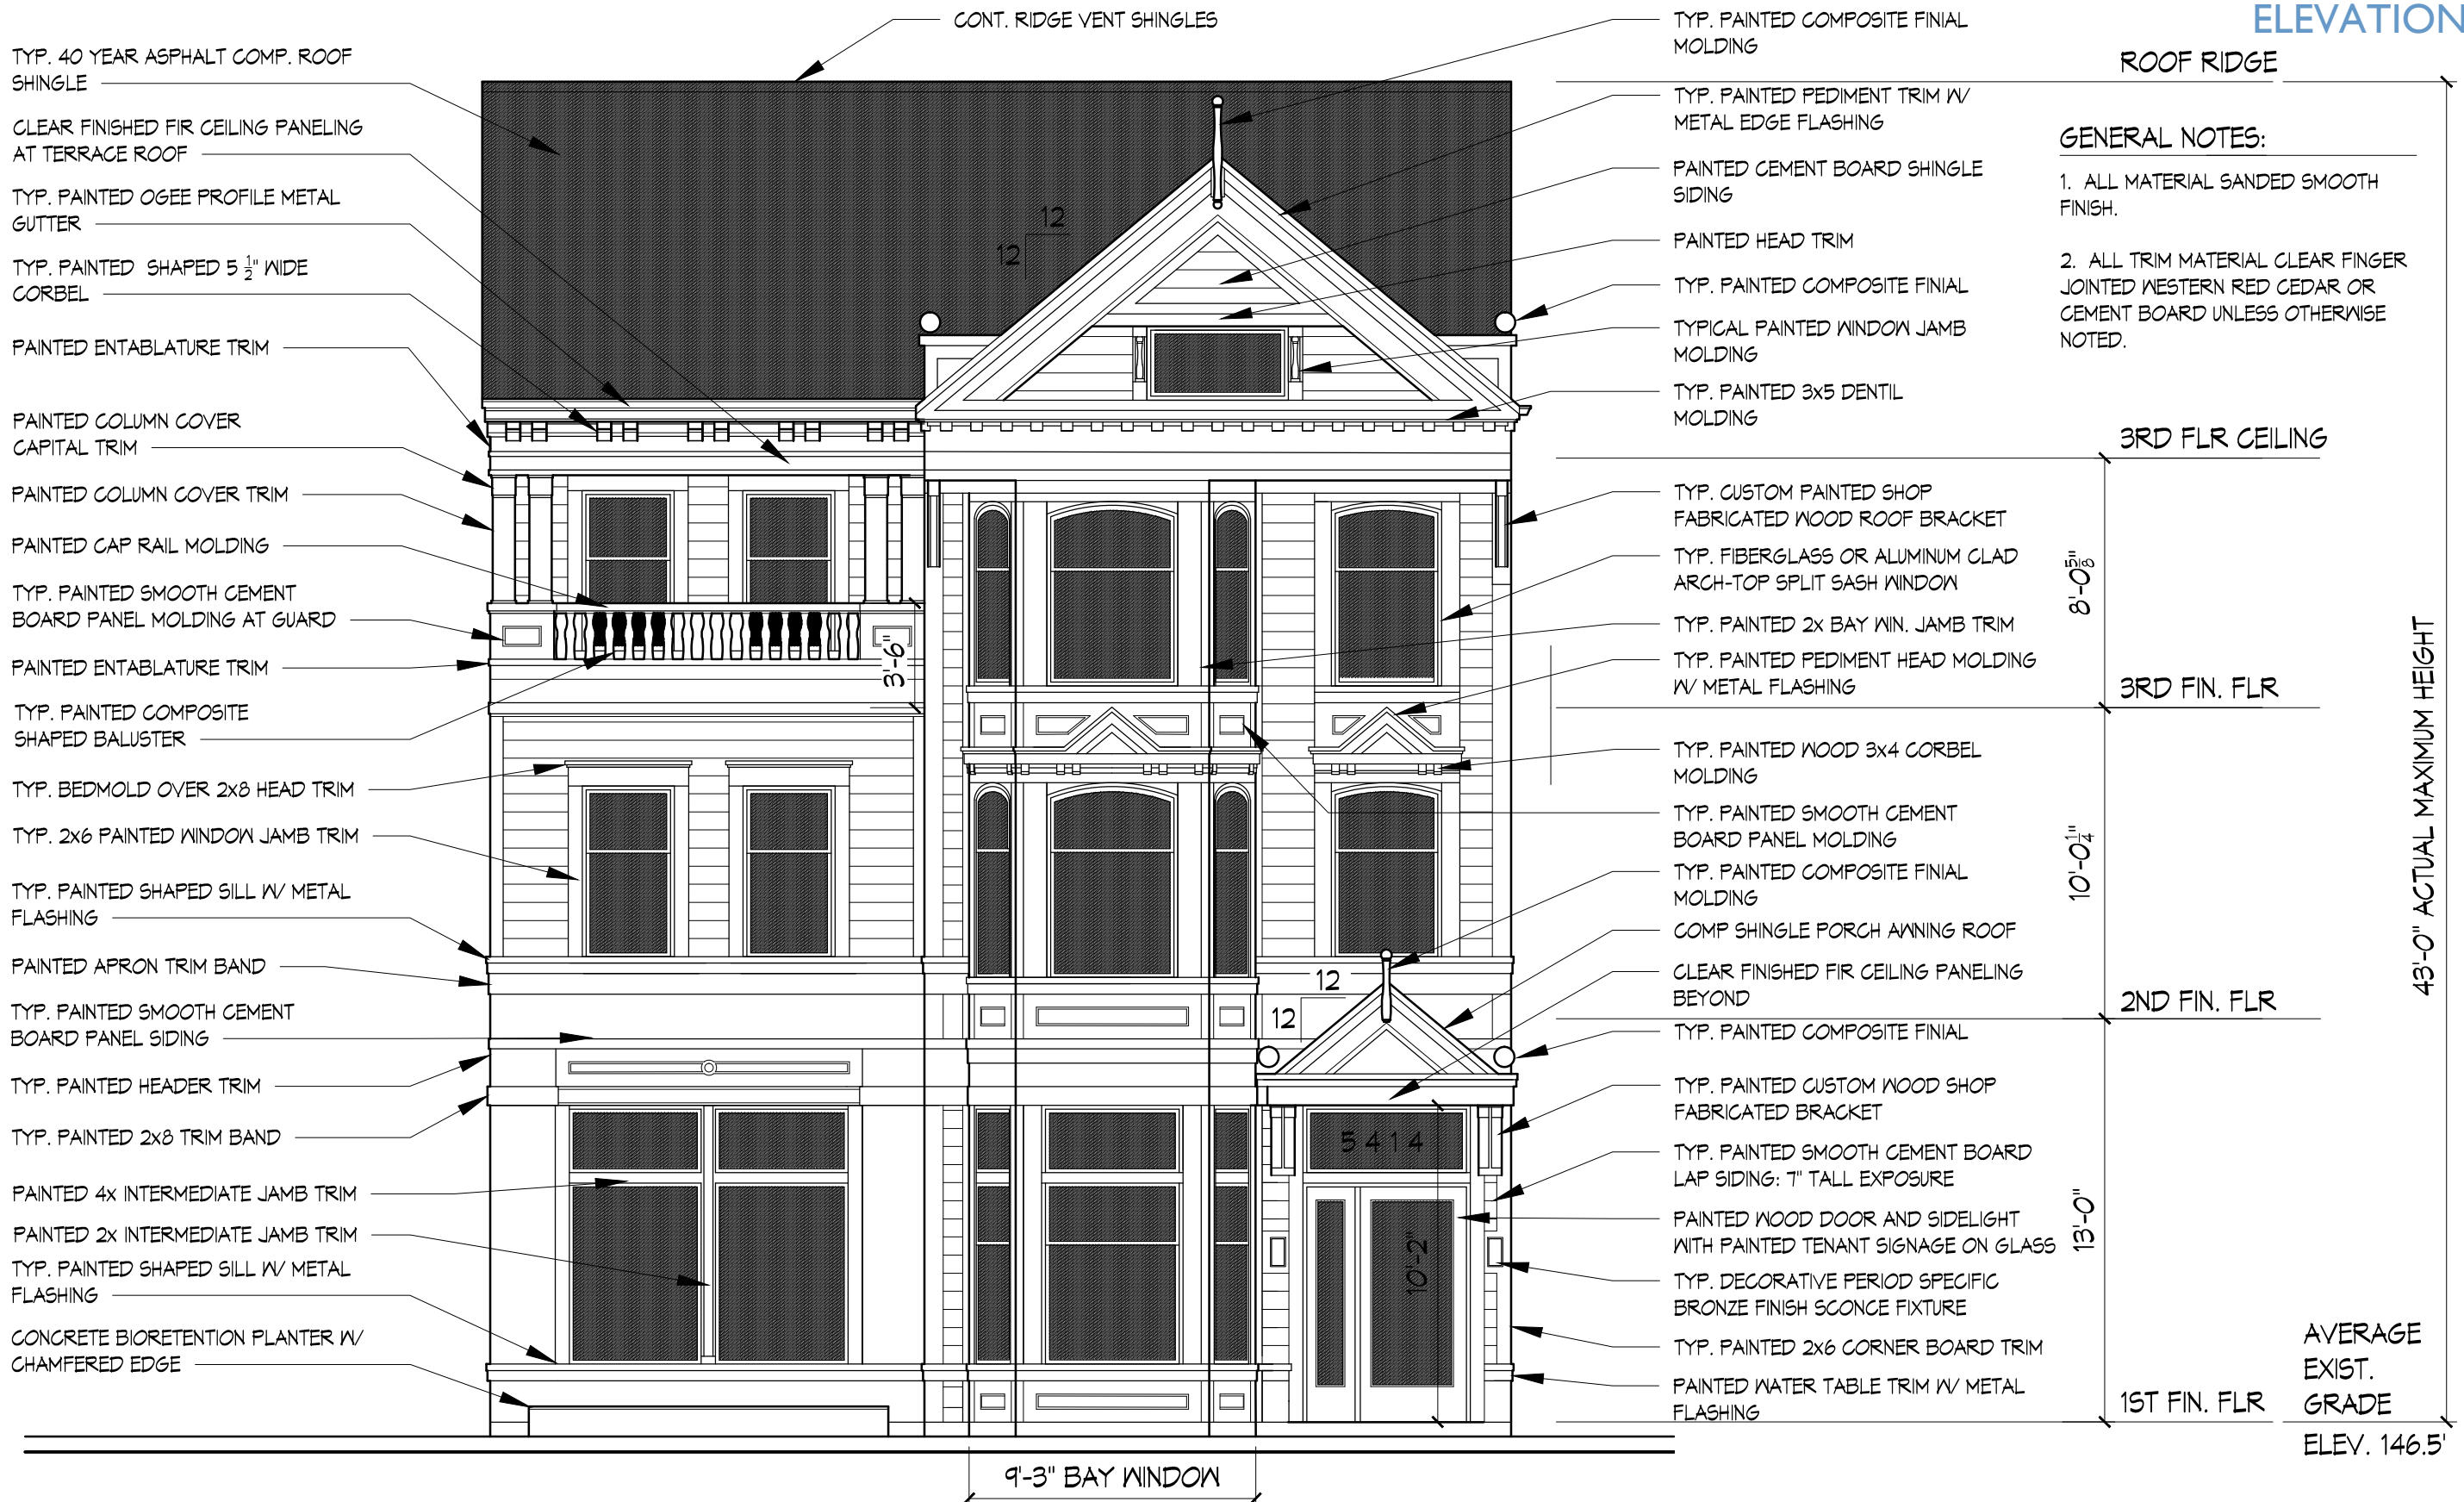 ELEVATION
CONT. RIDGE VENT SHINGLES
TYP. 40 YEAR ASPHALT COMP. ROOF
SHINGLE
CLEAR FINISHED FIR CEILING PANELING
AT TERRACE ROOF
TYP. PAINTED OGEE PROFILE METAL
GUTTER
TYP. PAINTED SHAPED 5 1/2" WIDE
CORBEL
PAINTED ENTABLATURE TRIM
PAINTED COLUMN COVER
CAPITAL TRIM
PAINTED COLUMN COVER TRIM
PAINTED CAP RAIL MOLDING
TYP. PAINTED SMOOTH CEMENT
BOARD PANEL MOLDING AT GUARD
PAINTED ENTABLATURE TRIM
TYP. PAINTED COMPOSITE
SHAPED BALUSTER
TYP. BEDMOLD OVER 2x8 HEAD TRIM
TYP. 2x6 PAINTED WINDOW JAMB TRIM
TYP. PAINTED SHAPED SILL W/ METAL
FLASHING
PAINTED APRON TRIM BAND
TYP. PAINTED SMOOTH CEMENT
BOARD PANEL SIDING
TYP. PAINTED HEADER TRIM
TYP. PAINTED 2x8 TRIM BAND
PAINTED 4x INTERMEDIATE JAMB TRIM
PAINTED 2x INTERMEDIATE JAMB TRIM
TYP. PAINTED SHAPED SILL W/ METAL
FLASHING
CONCRETE BIORETENTION PLANTER W/
CHAMFERED EDGE
12
12
3'-6"
12
12
5414
10'-2"
9'-3" BAY WINDOW
TYP. PAINTED COMPOSITE FINIAL
MOLDING
TYP. PAINTED PEDIMENT TRIM W/
METAL EDGE FLASHING
PAINTED CEMENT BOARD SHINGLE
SIDING
PAINTED HEAD TRIM
TYP. PAINTED COMPOSITE FINIAL
TYPICAL PAINTED WINDOW JAMB
MOLDING
TYP. PAINTED 3x5 DENTIL
MOLDING
TYP. CUSTOM PAINTED SHOP
FABRICATED WOOD ROOF BRACKET
TYP. FIBERGLASS OR ALUMINUM CLAD
ARCH-TOP SPLIT SASH WINDOW
TYP. PAINTED 2x BAY WIN. JAMB TRIM
TYP. PAINTED PEDIMENT HEAD MOLDING
W/ METAL FLASHING
TYP. PAINTED WOOD 3x4 CORBEL
MOLDING
TYP. PAINTED SMOOTH CEMENT
BOARD PANEL MOLDING
TYP. PAINTED COMPOSITE FINIAL
MOLDING
COMP SHINGLE PORCH AWNING ROOF
CLEAR FINISHED FIR CEILING PANELING
BEYOND
TYP. PAINTED COMPOSITE FINIAL
TYP. PAINTED CUSTOM WOOD SHOP
FABRICATED BRACKET
TYP. PAINTED SMOOTH CEMENT BOARD
LAP SIDING: 7" TALL EXPOSURE
PAINTED WOOD DOOR AND SIDELIGHT
WITH PAINTED TENANT SIGNAGE ON GLASS
TYP. DECORATIVE PERIOD SPECIFIC
BRONZE FINISH SCONCE FIXTURE
TYP. PAINTED 2x6 CORNER BOARD TRIM
PAINTED WATER TABLE TRIM W/ METAL
FLASHING
ROOF RIDGE
GENERAL NOTES:
1. ALL MATERIAL SANDED SMOOTH
FINISH.
2. ALL TRIM MATERIAL CLEAR FINGER
JOINTED WESTERN RED CEDAR OR
CEMENT BOARD UNLESS OTHERWISE
NOTED.
3RD FLR CEILING
8'-0 5/8"
3RD FIN. FLR
10'-0 1/4"
2ND FIN. FLR
13'-0"
1ST FIN. FLR
43'-0" ACTUAL MAXIMUM HEIGHT
AVERAGE
EXIST.
GRADE
ELEV. 146.5'